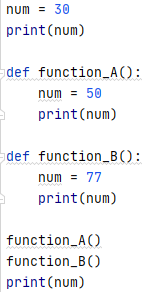 num = 30
print(num)

def function_A():
    num = 50
    print(num)

def function_B():
    num = 77
    print(num)

function_A()
function_B()
print(num)